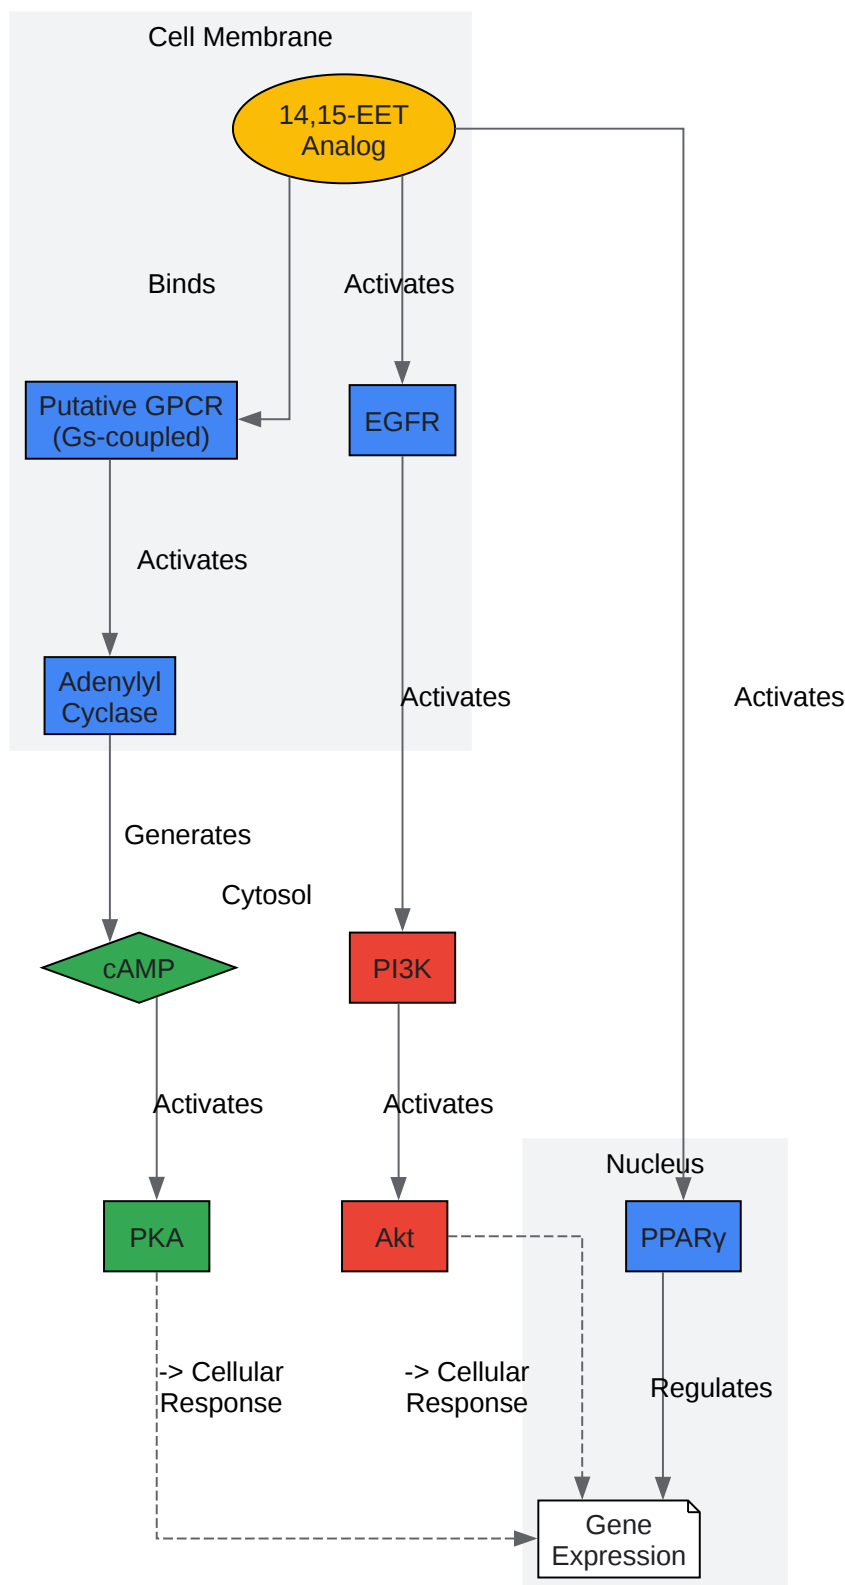 Cell Membrane
14,15-EET
Analog
Binds
Activates
Putative GPCR
(Gs-coupled)
EGFR
Activates
Adenylyl
Cyclase
Activates
Activates
Generates
Cytosol
cAMP
PI3K
Activates
Activates
Nucleus
PKA
Akt
PPARγ
-> Cellular
Response
-> Cellular
Response
Regulates
Gene
Expression